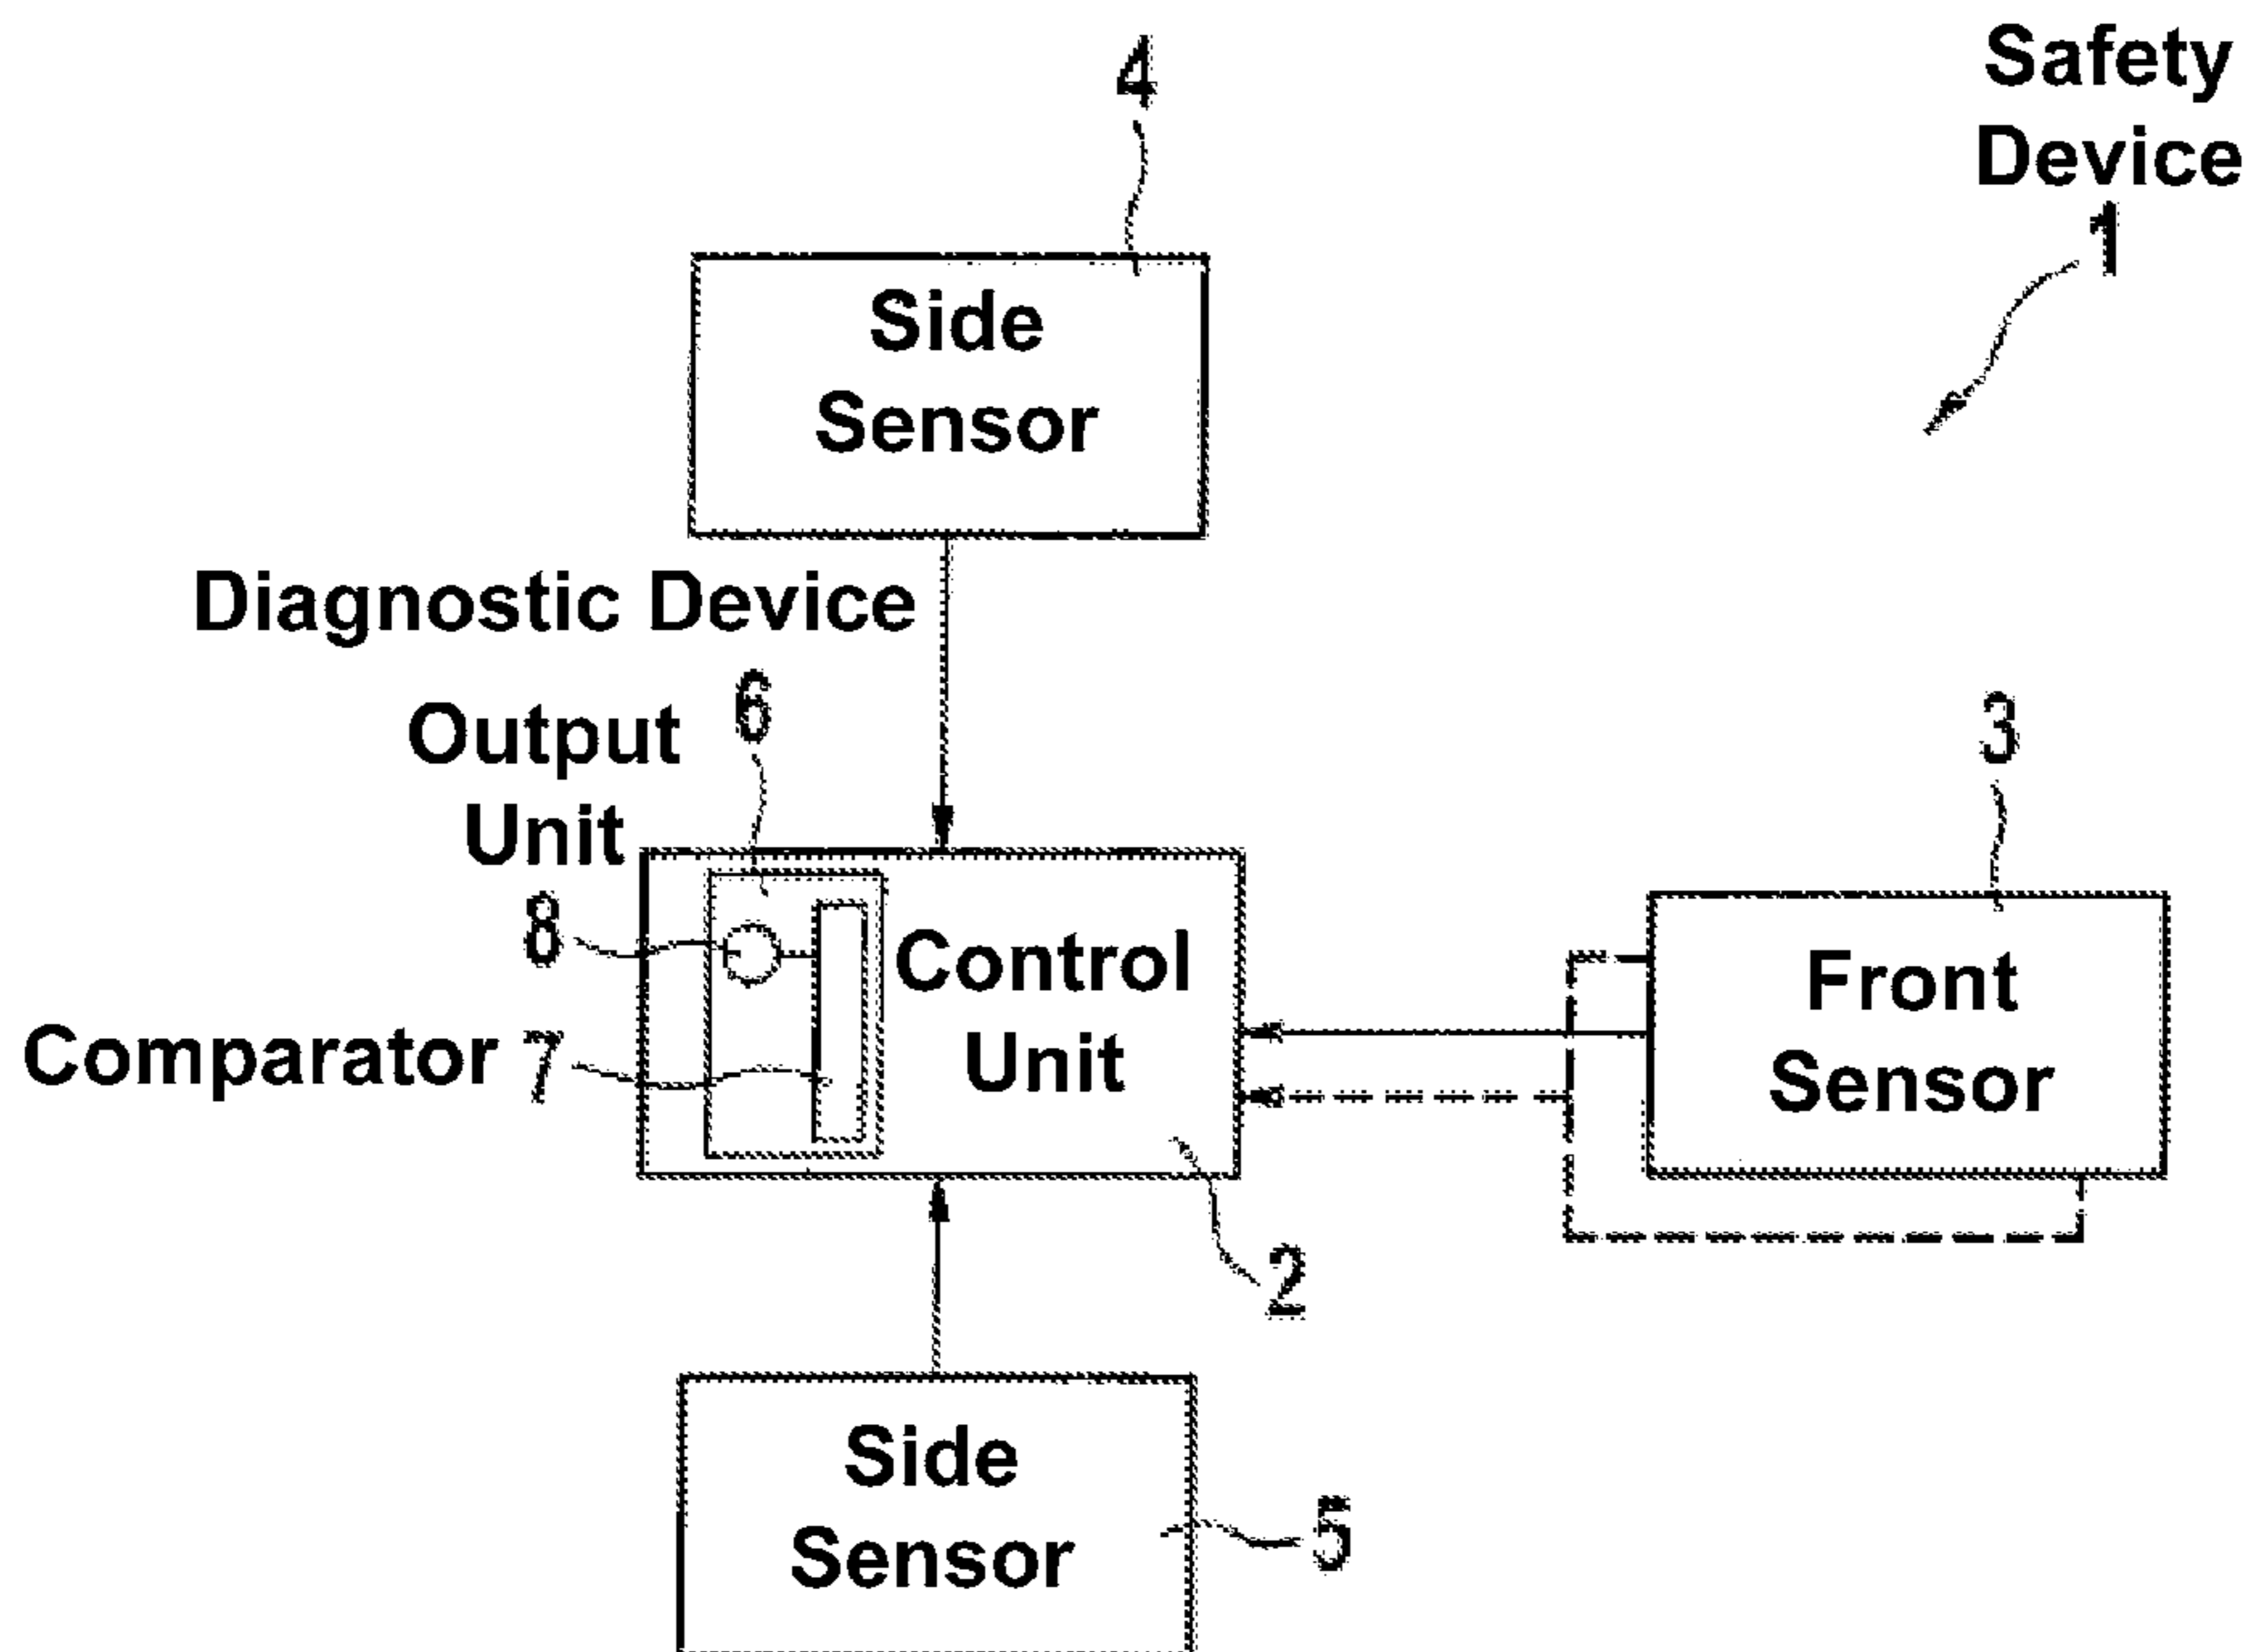 4
Safety
Device
1
Side
Sensor
Diagnostic Device
6
Output
Unit
8
3
Control
Unit
Front
Sensor
Comparator 7
2
Side
Sensor
5